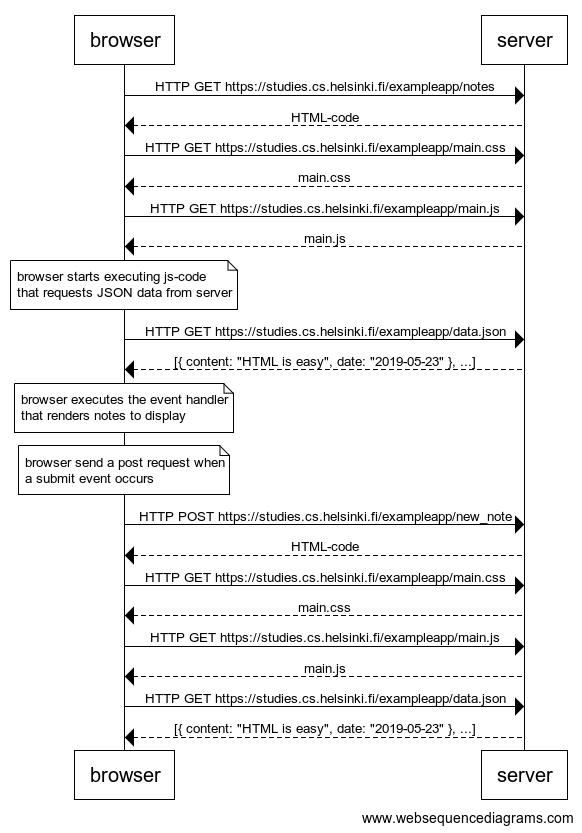 browser
server
HTTP GET https://studies.cs.helsinki.fi/exampleapp/notes
HTML-code
HTTP GET https://studies.cs.helsinki.fi/exampleapp/main.css
main.css
HTTP GET https://studies.cs.helsinki.fi/exampleapp/main.js
main.js
browser starts executing js-code
that requests JSON data from server
HTTP GET https://studies.cs.helsinki.fi/exampleapp/data.json
[{ content: "HTML is easy", date: "2019-05-23" }, ...]
browser executes the event handler
that renders notes to display
browser send a post request when
a submit event occurs
HTTP POST https://studies.cs.helsinki.fi/exampleapp/new_note
HTML-code
HTTP GET https://studies.cs.helsinki.fi/exampleapp/main.css
main.css
HTTP GET https://studies.cs.helsinki.fi/exampleapp/main.js
main.js
HTTP GET https://studies.cs.helsinki.fi/exampleapp/data.json
[{ content: "HTML is easy", date: "2019-05-23" }, ...]
browser
server
www.websequencediagrams.com